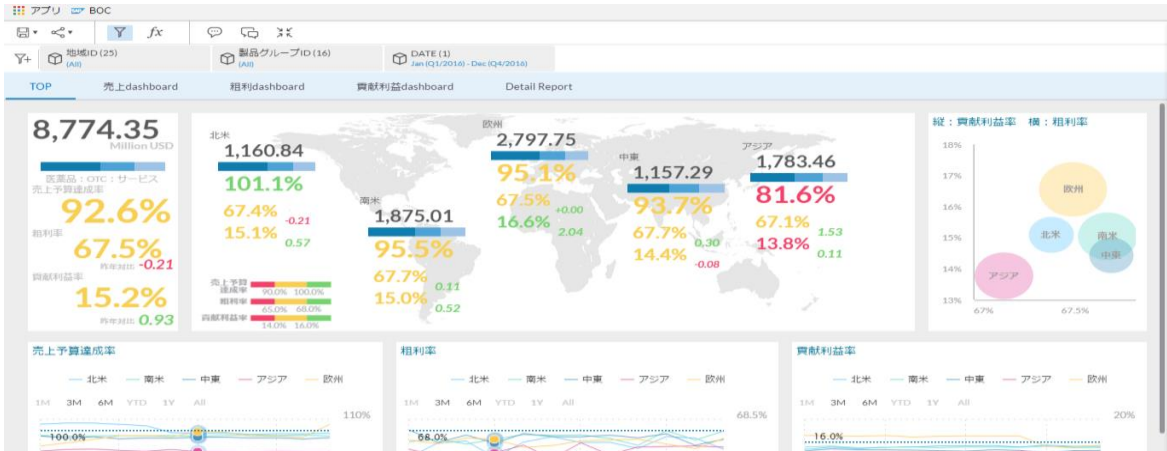 アプリ BOC
fx
地域ID (25)
(All)
製品グループID (16)
(All)
DATE (1)
Jan (Q1/2016) - Dec (Q4/2016)
TOP 売上dashboard 粗利dashboard 貢献利益dashboard Detail Report
8,774.35
Million USD
医薬品：OTC：サービス
売上予算達成率
92.6%
粗利率
67.5%
昨年対比 -0.21
貢献利益率
15.2%
昨年対比 0.93
北米
1,160.84
101.1%
67.4%
-0.21
15.1%
0.57
南米
1,875.01
95.5%
67.7%
0.11
15.0%
0.52
欧州
2,797.75
95.1%
67.5%
+0.00
16.6%
2.04
中東
1,157.29
93.7%
67.7%
0.30
14.4%
-0.08
アジア
1,783.46
81.6%
67.1%
1.53
13.8%
0.11
売上予算
達成率
90.0% 100.0%
粗利率
65.0% 68.0%
貢献利益率
14.0% 16.0%
縦：貢献利益率 横：粗利率
18%
17%
16%
15%
14%
13%
欧州
北米
南米
中東
アジア
67% 67.5%
売上予算達成率
北米 南米 中東 アジア 欧州
1M 3M 6M YTD 1Y All
110%
100.0%
粗利率
北米 南米 中東 アジア 欧州
1M 3M 6M YTD 1Y All
68.5%
68.0%
貢献利益率
北米 南米 中東 アジア 欧州
1M 3M 6M YTD 1Y All
20%
16.0%